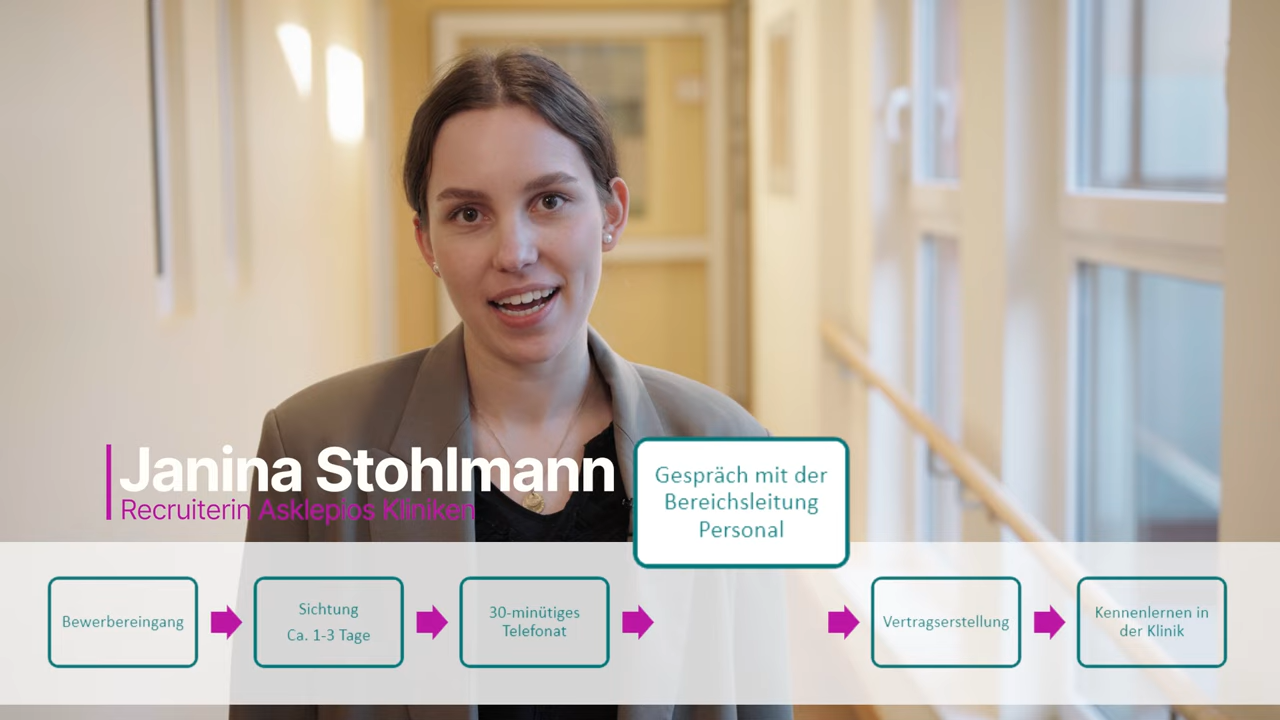 Janina Stohlmann
Recruiterin Asklepios Kliniken
Bewerbereingang
Sichtung
Ca. 1-3 Tage
30-minütiges
Telefonat
Gespräch mit der
Bereichsleitung
Personal
Vertragserstellung
Kennenlernen in
der Klinik